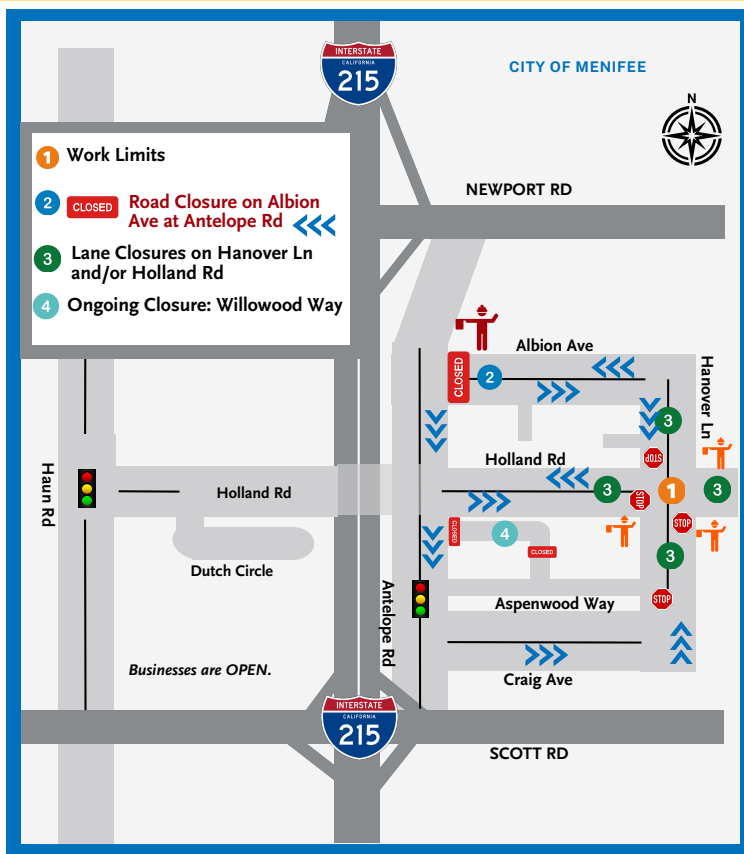 INTERSTATE
CALIFORNIA
215
CITY OF MENIFEE
N
1 Work Limits
2 CLOSED Road Closure on Albion
Ave at Antelope Rd
3 Lane Closures on Hanover Ln
and/or Holland Rd
4 Ongoing Closure: Willowood Way
NEWPORT RD
Albion Ave
CLOSED
2
Hanover Ln
3
STOP
Holland Rd
3
STOP
1
3
STOP
Haun Rd
Holland Rd
CLOSED
4
CLOSED
3
Dutch Circle
Antelope Rd
Aspenwood Way
STOP
Businesses are OPEN.
Craig Ave
INTERSTATE
CALIFORNIA
215
SCOTT RD